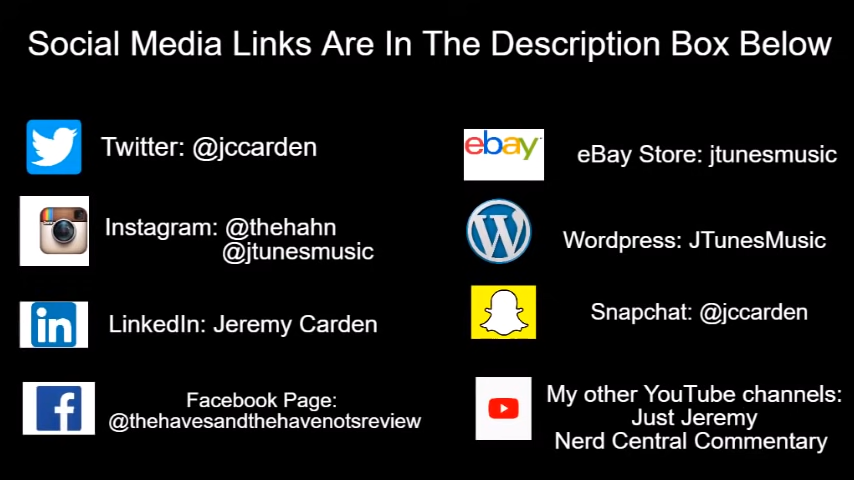 Social Media Links Are In The Description Box Below
Twitter: @jccarden
Instagram: @thehahn
@jtunesmusic
in
LinkedIn: Jeremy Carden
f
Facebook Page:
@thehavesandthehavenotsreview
ebay
eBay Store: jtunesmusic
W
Wordpress: JTunesMusic
Snapchat: @jccarden
My other YouTube channels:
Just Jeremy
Nerd Central Commentary